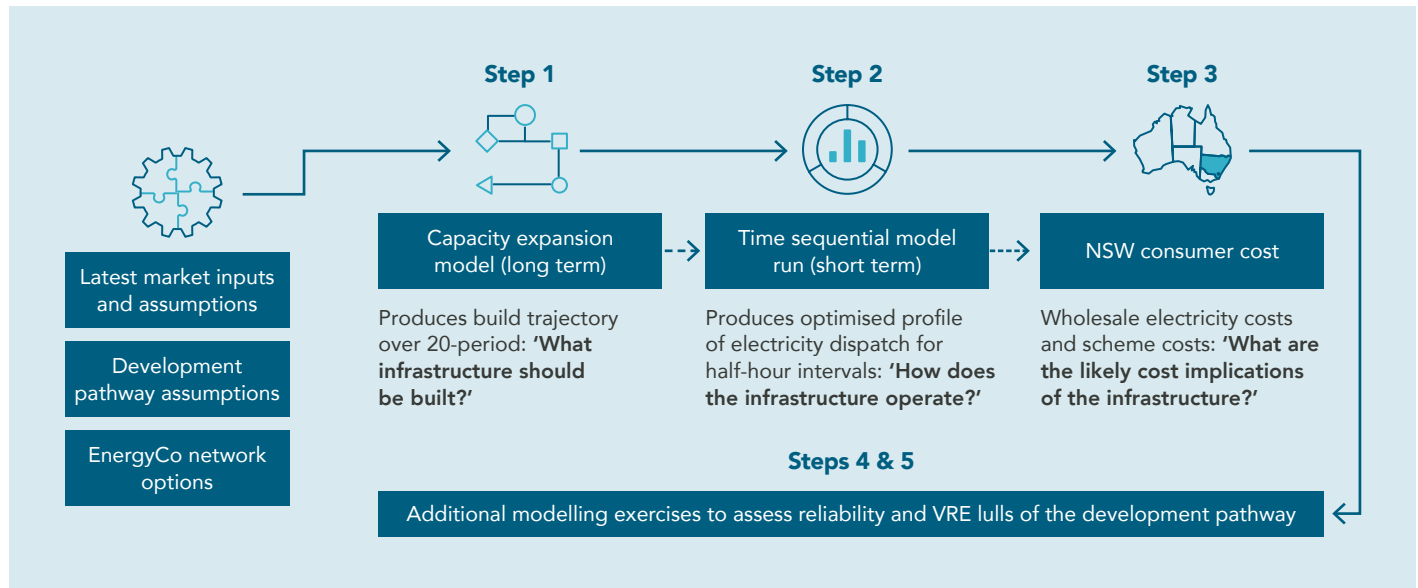 Step 1
Step 2
Step 3
Latest market inputs
and assumptions
Development
pathway assumptions
EnergyCo network
options
Capacity expansion
model (long term)
Produces build trajectory
over 20-period: ‘What
infrastructure should
be built?’
Time sequential model
run (short term)
Produces optimised profile
of electricity dispatch for
half-hour intervals: ‘How does
the infrastructure operate?’
NSW consumer cost
Wholesale electricity costs
and scheme costs: ‘What are
the likely cost implications
of the infrastructure?’
Steps 4 & 5
Additional modelling exercises to assess reliability and VRE lulls of the development pathway